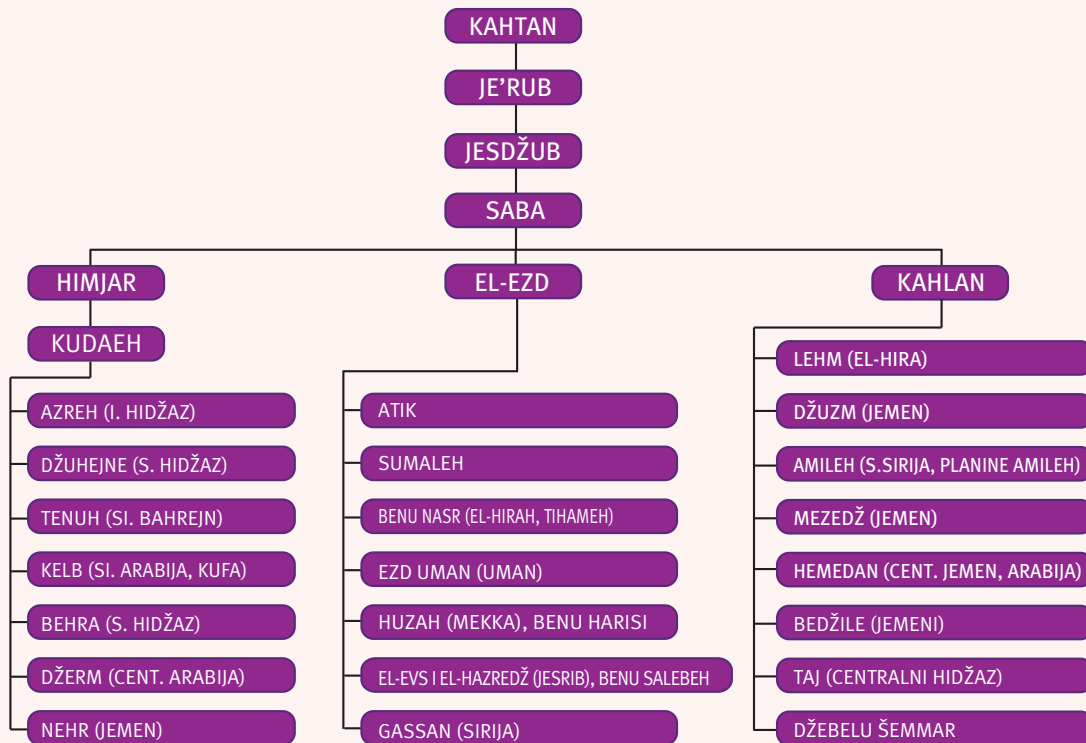 KAHTAN
JE’RUB
JESDŽUB
SABA
HIMJAR
EL-EZD
KAHLAN
KUDAEH
AZREH (I. HIDŽAZ)
DŽUHEJNE (S. HIDŽAZ)
TENUH (SI. BAHREJN)
KELB (SI. ARABIJA, KUFA)
BEHRA (S. HIDŽAZ)
DŽERM (CENT. ARABIJA)
NEHR (JEMEN)
ATIK
SUMALEH
BENU NASR (EL-HIRAH, TIHAMEH)
EZD UMAN (UMAN)
HUZAH (MEKKA), BENU HARISI
EL-EVS I EL-HAZREDŽ (JESRIB), BENU SALEBEH
GASSAN (SIRIJA)
LEHM (EL-HIRA)
DŽUZM (JEMEN)
AMILEH (S.SIRIJA, PLANINE AMILEH)
MEZEDŽ (JEMEN)
HEMEDAN (CENT. JEMEN, ARABIJA)
BEDŽILE (JEMENI)
TAJ (CENTRALNI HIDŽAZ)
DŽEBELU ŠEMMAR